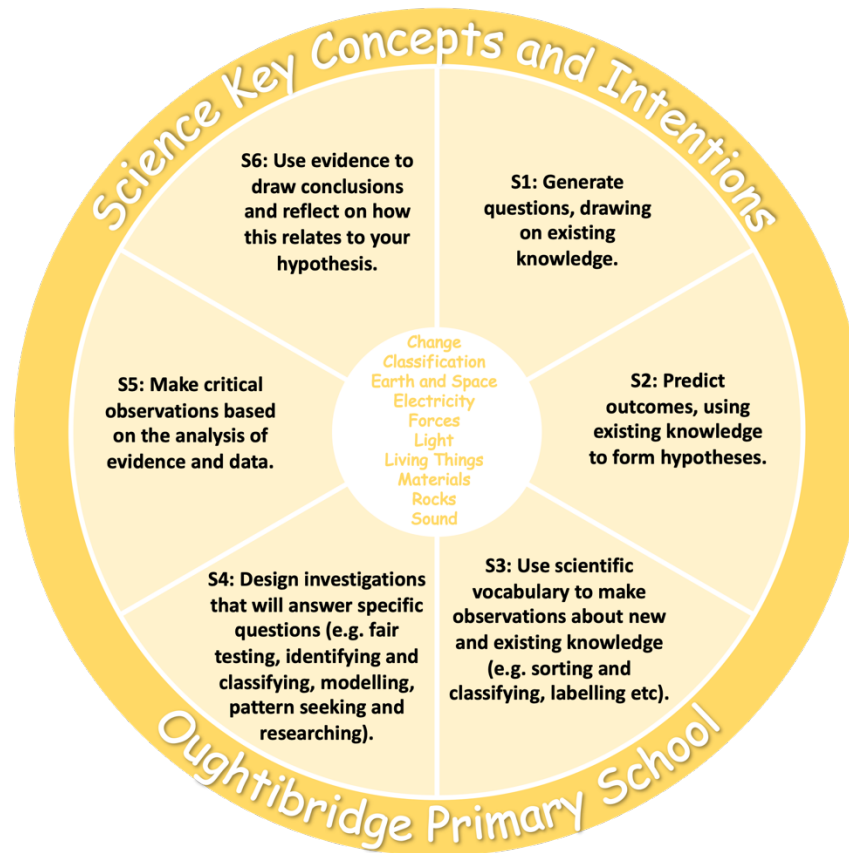 Science Key Concepts and Intentions
S1: Generate
questions, drawing
on existing
knowledge.
S2: Predict
outcomes, using
existing knowledge
to form hypotheses.
S3: Use scientific
vocabulary to make
observations about new
and existing knowledge
(e.g. sorting and
classifying, labelling etc).
S4: Design investigations
that will answer specific
questions (e.g. fair
testing, identifying and
classifying, modelling,
pattern seeking and
researching).
S5: Make critical
observations based
on the analysis of
evidence and data.
S6: Use evidence to
draw conclusions
and reflect on how
this relates to your
hypothesis.
Change
Classification
Earth and Space
Electricity
Forces
Light
Living Things
Materials
Rocks
Sound
Oughtibridge Primary School